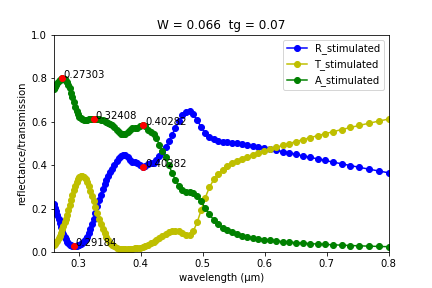 W = 0.066  tg = 0.07
1.0
0.8
0.6
0.4
0.2
0.0
reflectance/transmission
R_stimulated
T_stimulated
A_stimulated
0.27303
0.32408
0.40282
0.40282
0.29184
0.3 0.4 0.5 0.6 0.7 0.8
wavelength (μm)